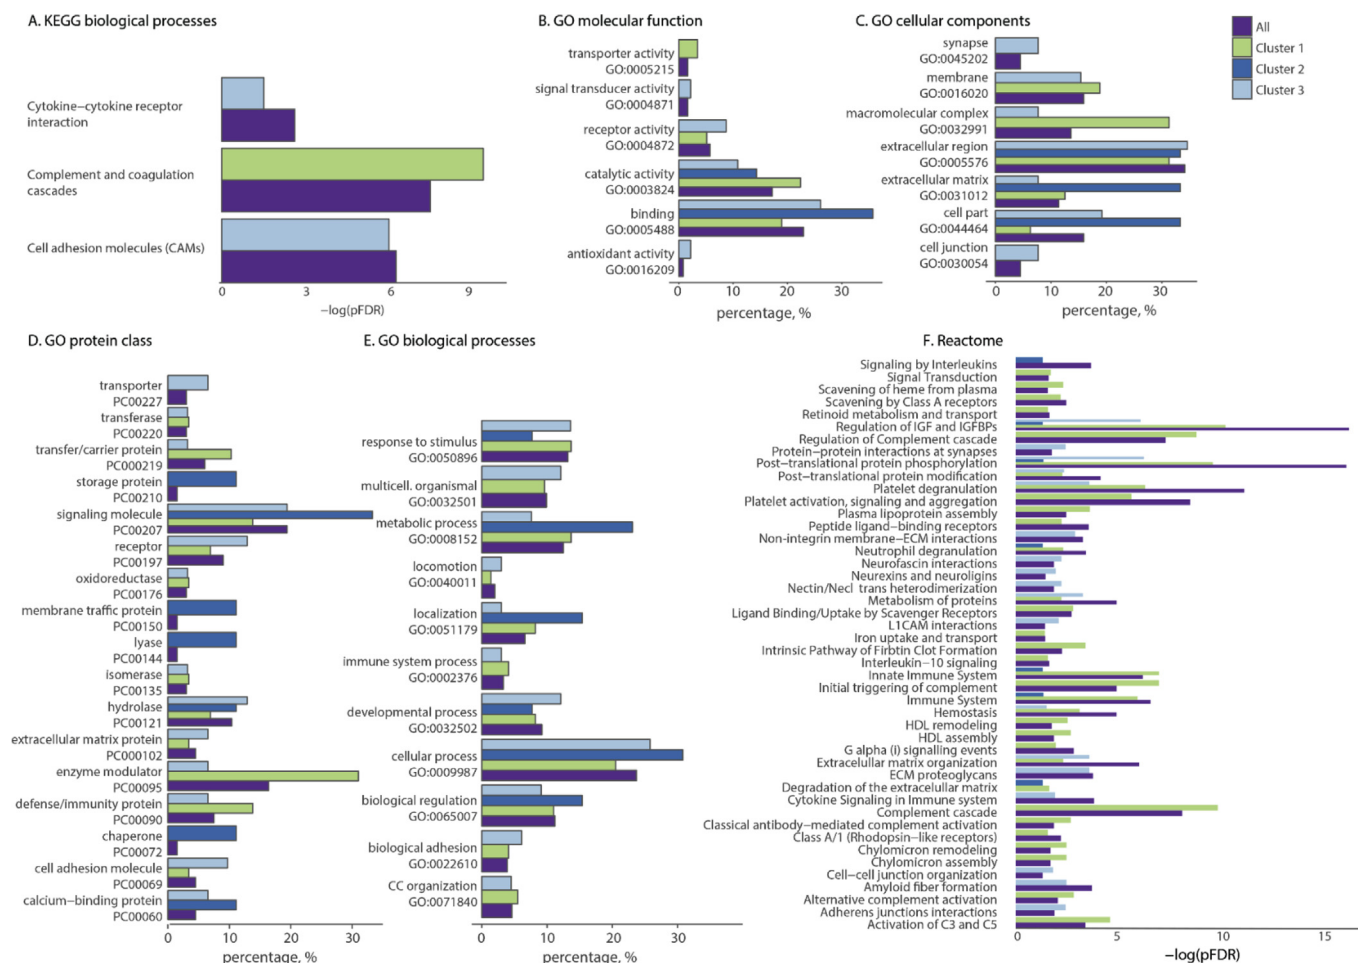 A. KEGG biological processes
Cytokine−cytokine receptor
interaction
Complement and coagulation
cascades
Cell adhesion molecules (CAMs)
0 3 6 9
−log(pFDR)
B. GO molecular function
transporter activity
GO:0005215
signal transducer activity
GO:0004871
receptor activity
GO:0004872
catalytic activity
GO:0003824
binding
GO:0005488
antioxidant activity
GO:0016209
0 10 20 30
percentage, %
C. GO cellular components
synapse
GO:0045202
membrane
GO:0016020
macromolecular complex
GO:0032991
extracellular region
GO:0005576
extracellular matrix
GO:0031012
cell part
GO:0044464
cell junction
GO:0030054
0 10 20 30
percentage, %
All
Cluster 1
Cluster 2
Cluster 3
D. GO protein class
transporter
PC00227
transferase
PC00220
transfer/carrier protein
PC000219
storage protein
PC00210
signaling molecule
PC00207
receptor
PC00197
oxidoreductase
PC00176
membrane traffic protein
PC00150
lyase
PC00144
isomerase
PC00135
hydrolase
PC00121
extracellular matrix protein
PC000102
enzyme modulator
PC00095
defense/immunity protein
PC00090
chaperone
PC00072
cell adhesion molecule
PC00069
calcium−binding protein
PC00060
0 10 20 30
percentage, %
E. GO biological processes
response to stimulus
GO:0050896
multicell. organismal
GO:0032501
metabolic process
GO:0008152
locomotion
GO:0040011
localization
GO:0051179
immune system process
GO:0002376
developmental process
GO:0032502
cellular process
GO:0009987
biological regulation
GO:0065007
biological adhesion
GO:0022610
CC organization
GO:0071840
0 10 20 30
percentage, %
F. Reactome
Signaling by Interleukins
Signal Transduction
Scavening of heme from plasma
Scavening by Class A receptors
Retinoid metabolism and transport
Regulation of IGF and IGFBPs
Regulation of Complement cascade
Protein−protein interactions at synapses
Post−translational protein phosphorylation
Post−translational protein modification
Platelet degranulation
Platelet activation, signaling and aggregation
Plasma lipoprotein assembly
Peptide ligand−binding receptors
Non-integrin membrane−ECM interactions
Neutrophil degranulation
Neurofascin interactions
Neurexins and neuroligins
Nectin/Necl trans heterodimerization
Metabolism of proteins
Ligand Binding/Uptake by Scavenger Receptors
L1CAM interactions
Iron uptake and transport
Intrinsic Pathway of Firbtin Clot Formation
Interleukin−10 signaling
Innate Immune System
Initial triggering of complement
Immune System
Hemostasis
HDL remodeling
HDL assembly
G alpha (i) signalling events
Extracellular matrix organization
ECM proteoglycans
Degradation of the extracellular matrix
Cytokine Signaling in Immune system
Complement cascade
Classical antibody−mediated complement activation
Class A/1 (Rhodopsin−like receptors)
Chylomicron remodeling
Chylomicron assembly
Cell−cell junction organization
Amyloid fiber formation
Alternative complement activation
Adherens junctions interactions
Activation of C3 and C5
0 5 10 15
−log(pFDR)